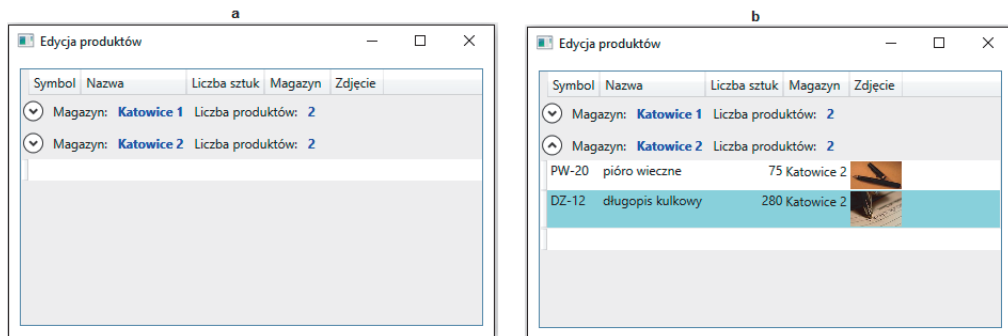 a
Edycja produktów
Symbol Nazwa Liczba sztuk Magazyn Zdjęcie
Magazyn: Katowice 1 Liczba produktów: 2
Magazyn: Katowice 2 Liczba produktów: 2
b
Edycja produktów
Symbol Nazwa Liczba sztuk Magazyn Zdjęcie
Magazyn: Katowice 1 Liczba produktów: 2
Magazyn: Katowice 2 Liczba produktów: 2
PW-20 pióro wieczne 75 Katowice 2
DZ-12 długopis kulkowy 280 Katowice 2